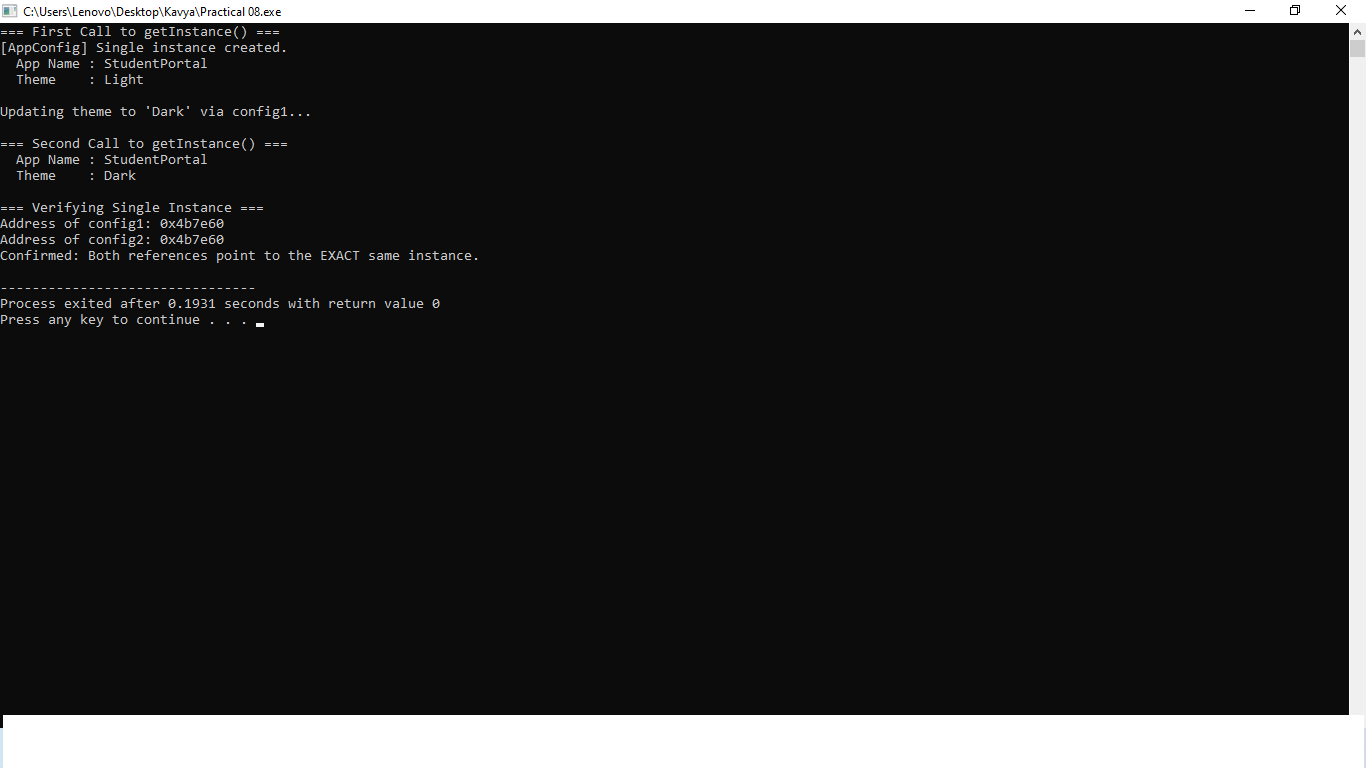 C:\Users\Lenovo\Desktop\Kavya\Practical 08.exe
=== First Call to getInstance() ===
[AppConfig] Single instance created.
  App Name : StudentPortal
  Theme    : Light

Updating theme to 'Dark' via config1...

=== Second Call to getInstance() ===
  App Name : StudentPortal
  Theme    : Dark

=== Verifying Single Instance ===
Address of config1: 0x4b7e60
Address of config2: 0x4b7e60
Confirmed: Both references point to the EXACT same instance.

--------------------------------
Process exited after 0.1931 seconds with return value 0
Press any key to continue . . .